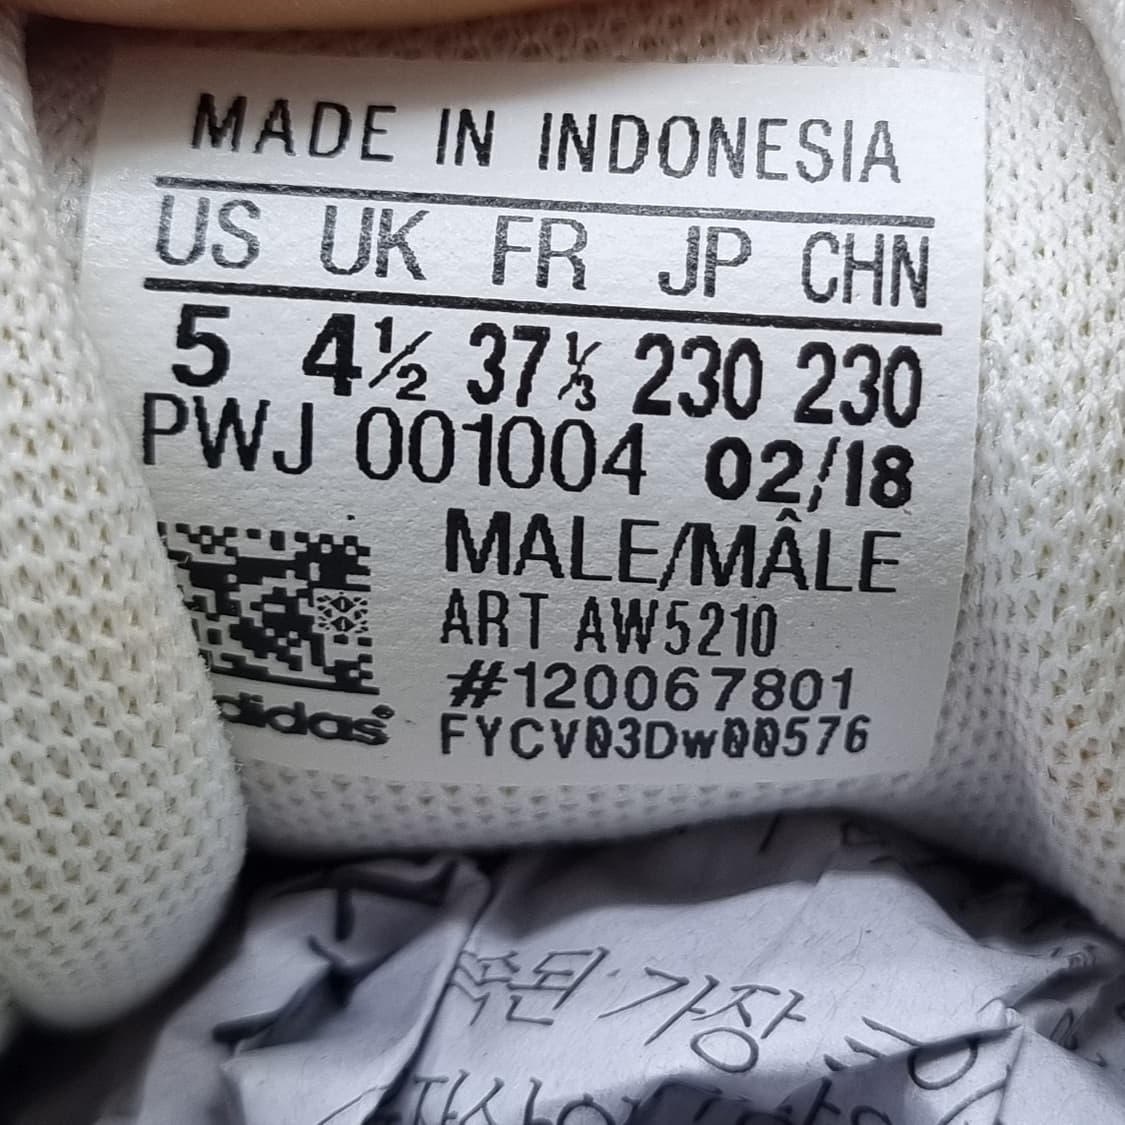 MADE IN INDONESIA
US UK FR JP CHN
5 4½ 37⅓ 230 230
PWJ 001004 02/18
MALE/MÂLE
ART AW5210
#120067801
adidas
FYCV03Dw00576
가장